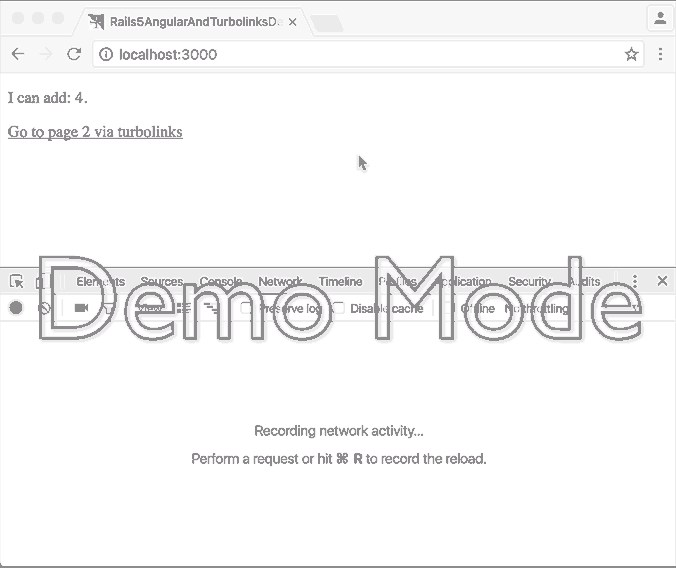 Rails5AngularAndTurbolinksD
localhost:3000
I can add: 4.
Go to page 2 via turbolinks
Elements Sources Console Network Timeline Profiles Application Security Audits
Demo Mode
View Preserve log Disable cache Offline No throttling
Recording network activity...
Perform a request or hit ⌘ R to record the reload.